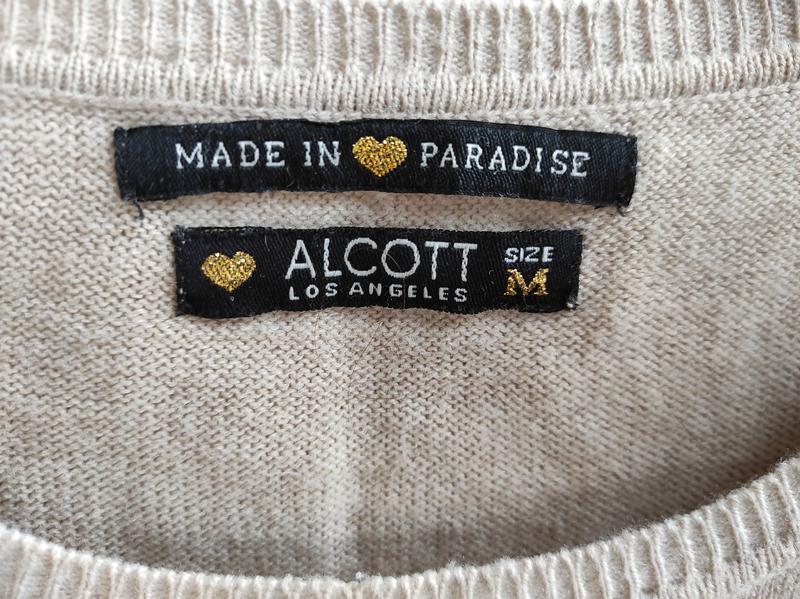 MADE IN PARADISE
ALCOTT
LOS ANGELES
SIZE
M